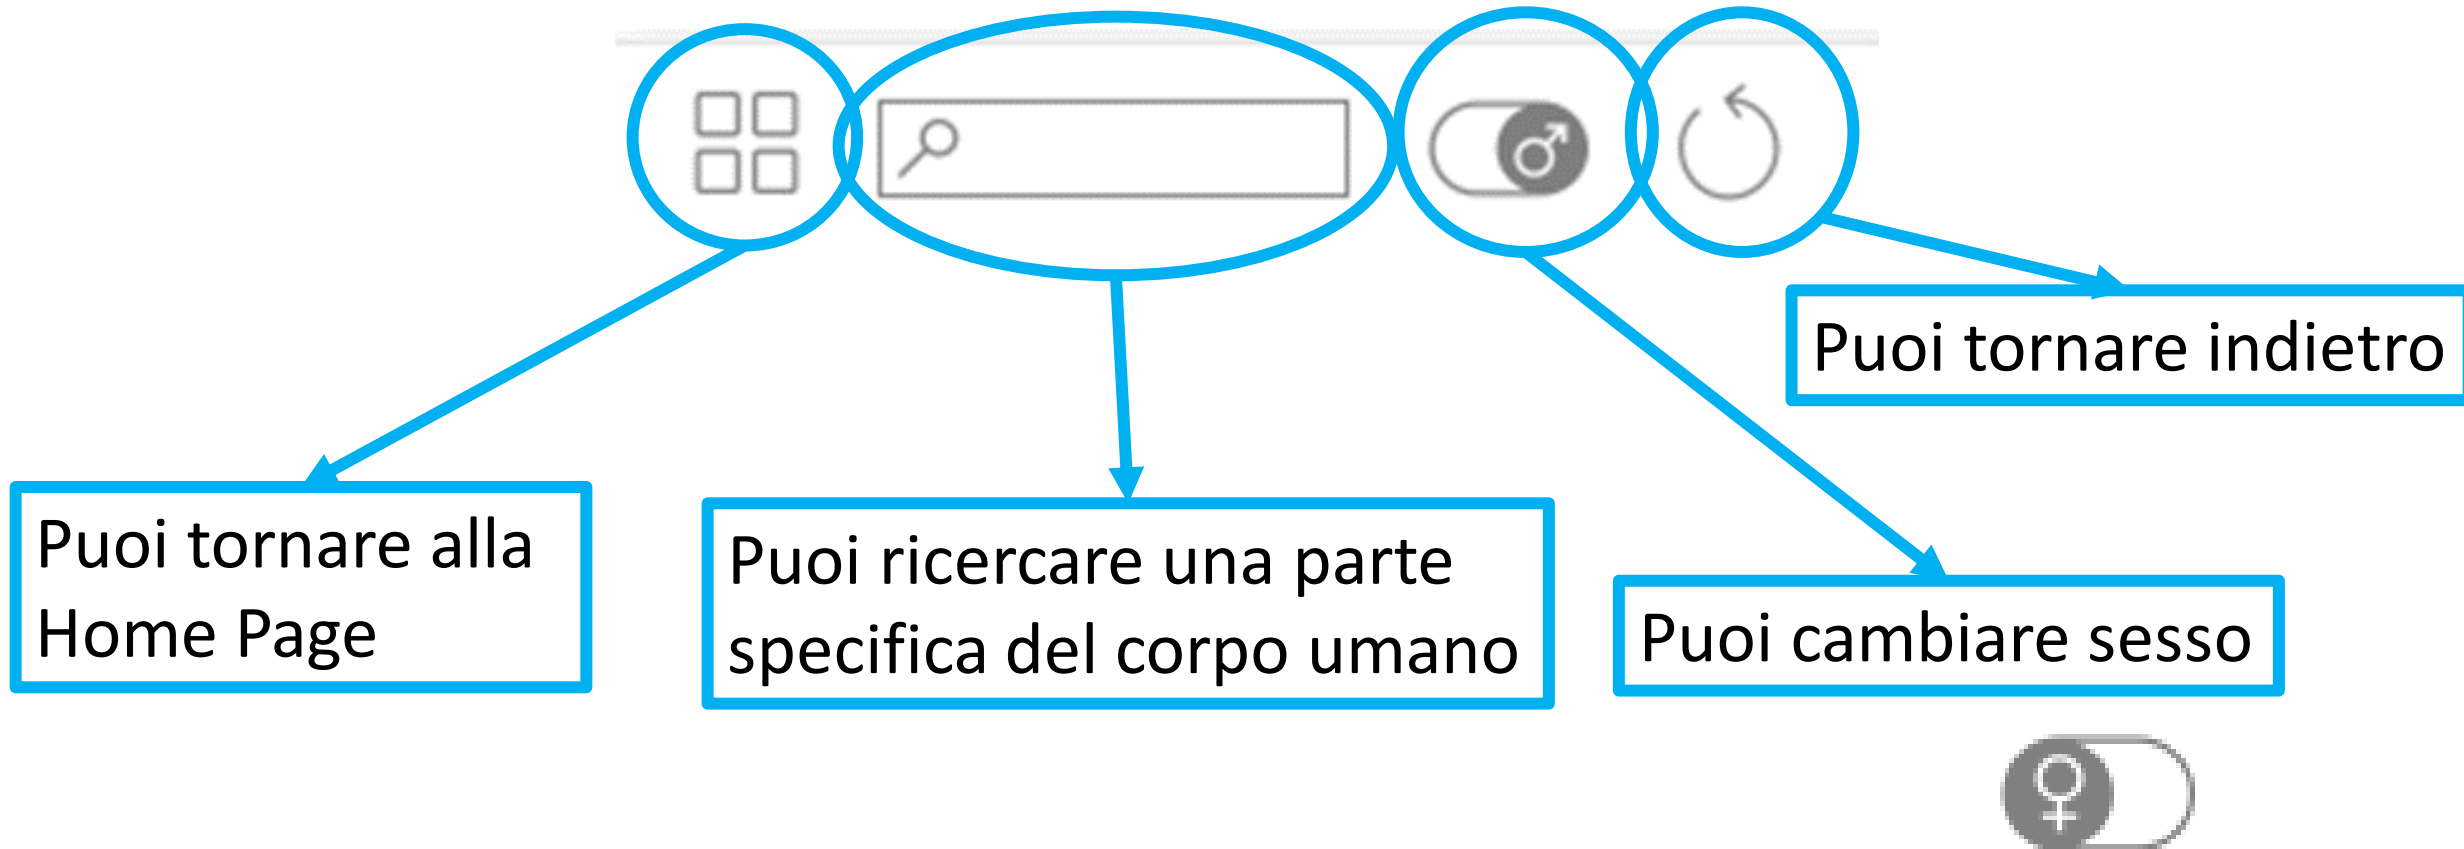 Puoi tornare indietro
Puoi tornare alla
Home Page
Puoi ricercare una parte
specifica del corpo umano
Puoi cambiare sesso